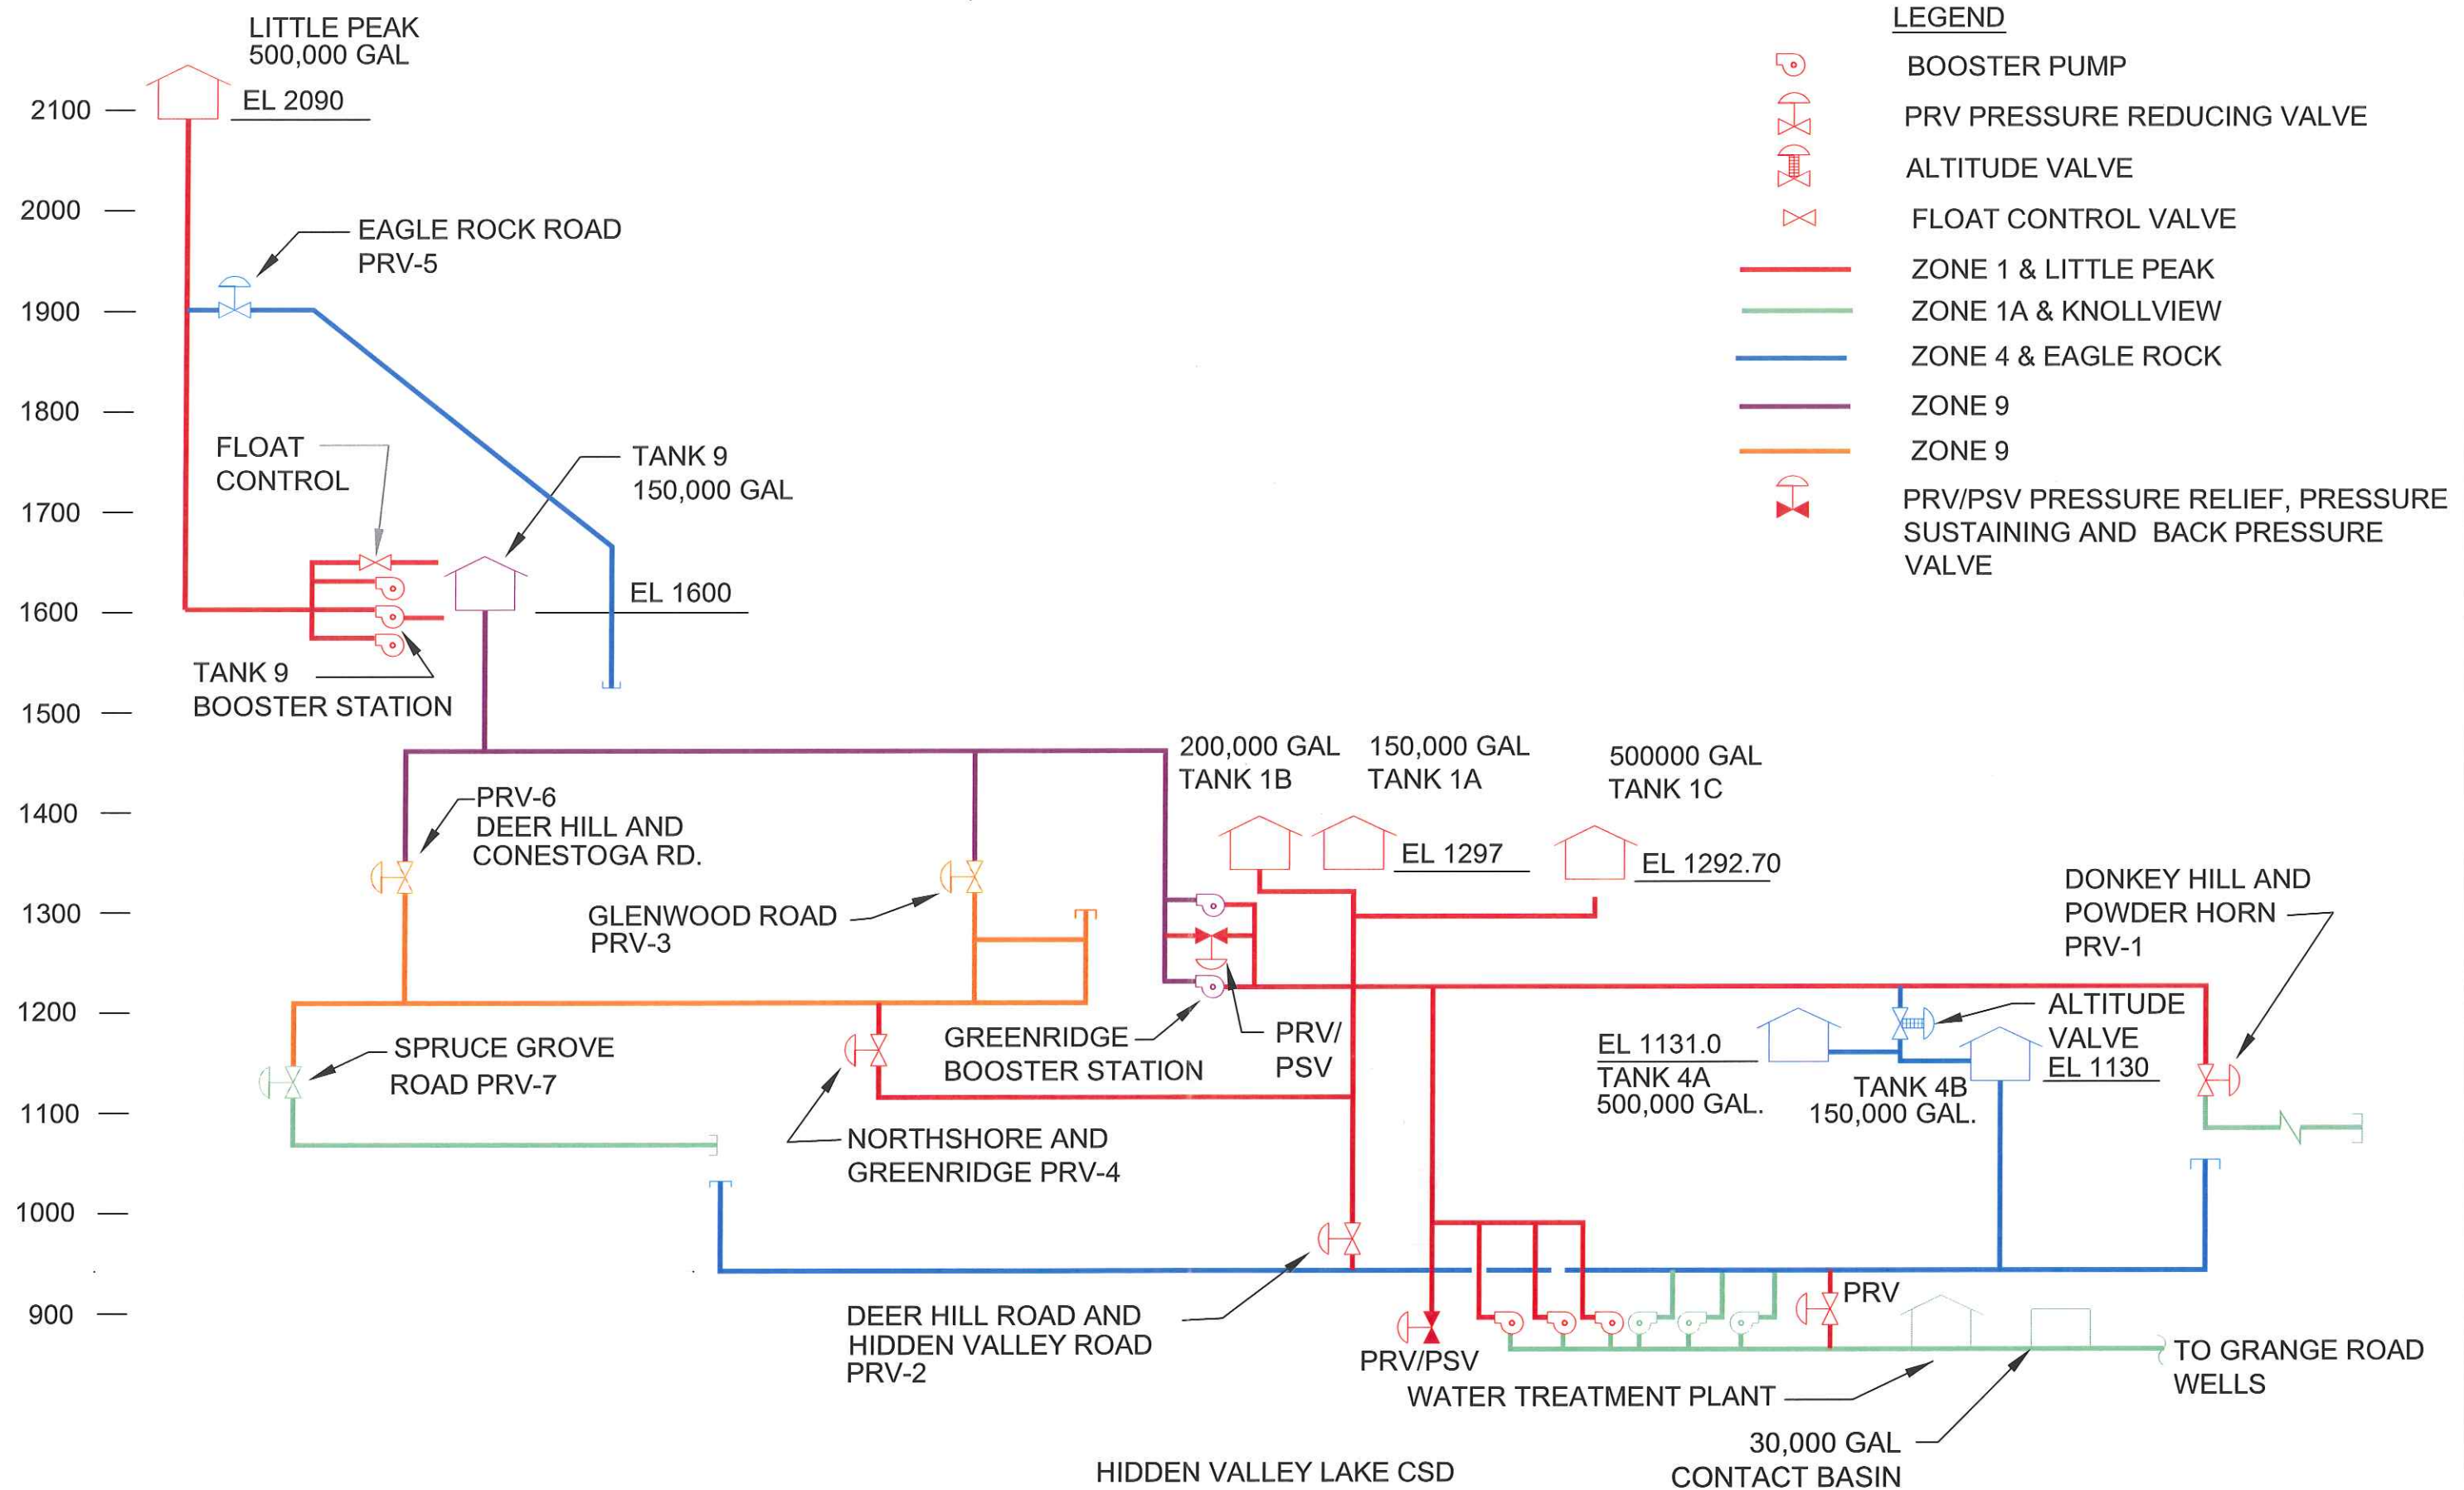 LITTLE PEAK
500,000 GAL
EL 2090
2100
2000
1900
1800
1700
1600
1500
1400
1300
1200
1100
1000
900
EAGLE ROCK ROAD
PRV-5
FLOAT
CONTROL
TANK 9
150,000 GAL
EL 1600
TANK 9
BOOSTER STATION
PRV-6
DEER HILL AND
CONESTOGA RD.
GLENWOOD ROAD
PRV-3
SPRUCE GROVE
ROAD PRV-7
NORTHSHORE AND
GREENRIDGE PRV-4
GREENRIDGE
BOOSTER STATION
PRV/
PSV
200,000 GAL
TANK 1B
150,000 GAL
TANK 1A
EL 1297
500000 GAL
TANK 1C
EL 1292.70
DONKEY HILL AND
POWDER HORN
PRV-1
ALTITUDE
VALVE
EL 1131.0
TANK 4A
500,000 GAL.
EL 1130
TANK 4B
150,000 GAL.
DEER HILL ROAD AND
HIDDEN VALLEY ROAD
PRV-2
PRV/PSV
PRV
WATER TREATMENT PLANT
TO GRANGE ROAD
WELLS
30,000 GAL
CONTACT BASIN
HIDDEN VALLEY LAKE CSD
LEGEND
BOOSTER PUMP
PRV PRESSURE REDUCING VALVE
ALTITUDE VALVE
FLOAT CONTROL VALVE
ZONE 1 & LITTLE PEAK
ZONE 1A & KNOLLVIEW
ZONE 4 & EAGLE ROCK
ZONE 9
ZONE 9
PRV/PSV PRESSURE RELIEF, PRESSURE
SUSTAINING AND BACK PRESSURE
VALVE